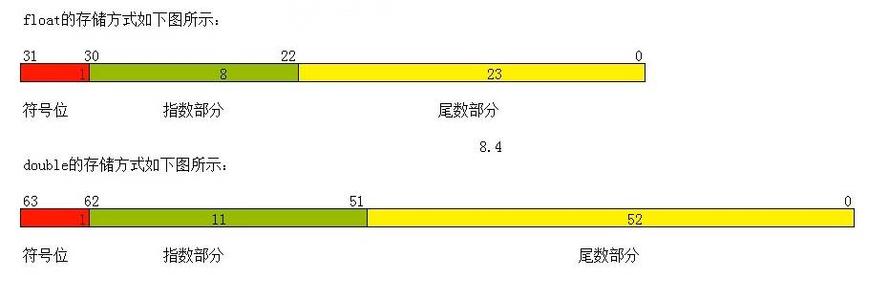 float的存储方式如下图所示:
31 30 22 0
1 8 23
符号位 指数部分 尾数部分
8.4
double的存储方式如下图所示:
63 62 51 0
1 11 52
符号位 指数部分 尾数部分